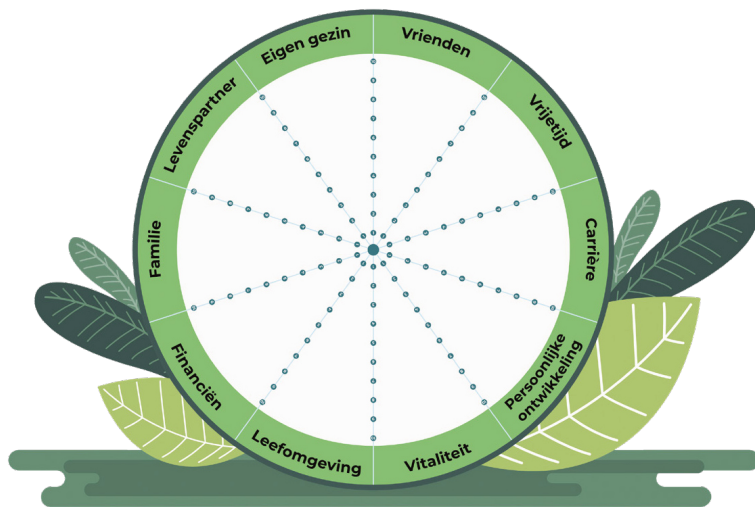 Eigen gezin
Vrienden
Vrijetijd
Carrière
Persoonlijke
ontwikkeling
Vitaliteit
Leefomgeving
Financiën
Familie
Levenspartner